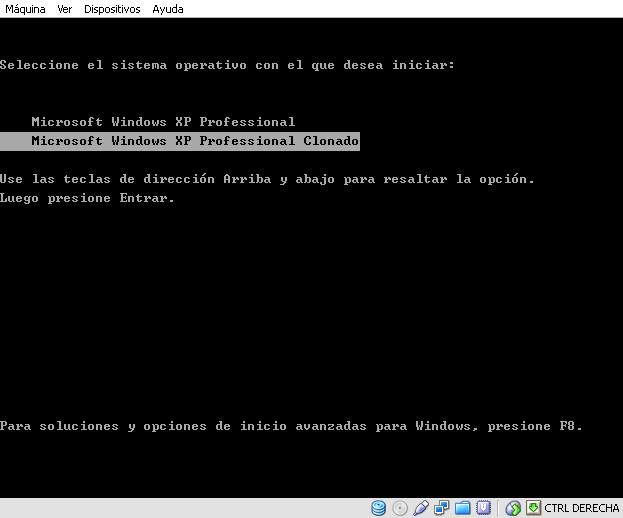 Máquina Ver Dispositivos Ayuda
Seleccione el sistema operativo con el que desea iniciar:
Microsoft Windows XP Professional
Microsoft Windows XP Professional Clonado
Use las teclas de dirección Arriba y abajo para resaltar la opción.
Luego presione Entrar.
Para soluciones y opciones de inicio avanzadas para Windows, presione F8.
CTRL DERECHA